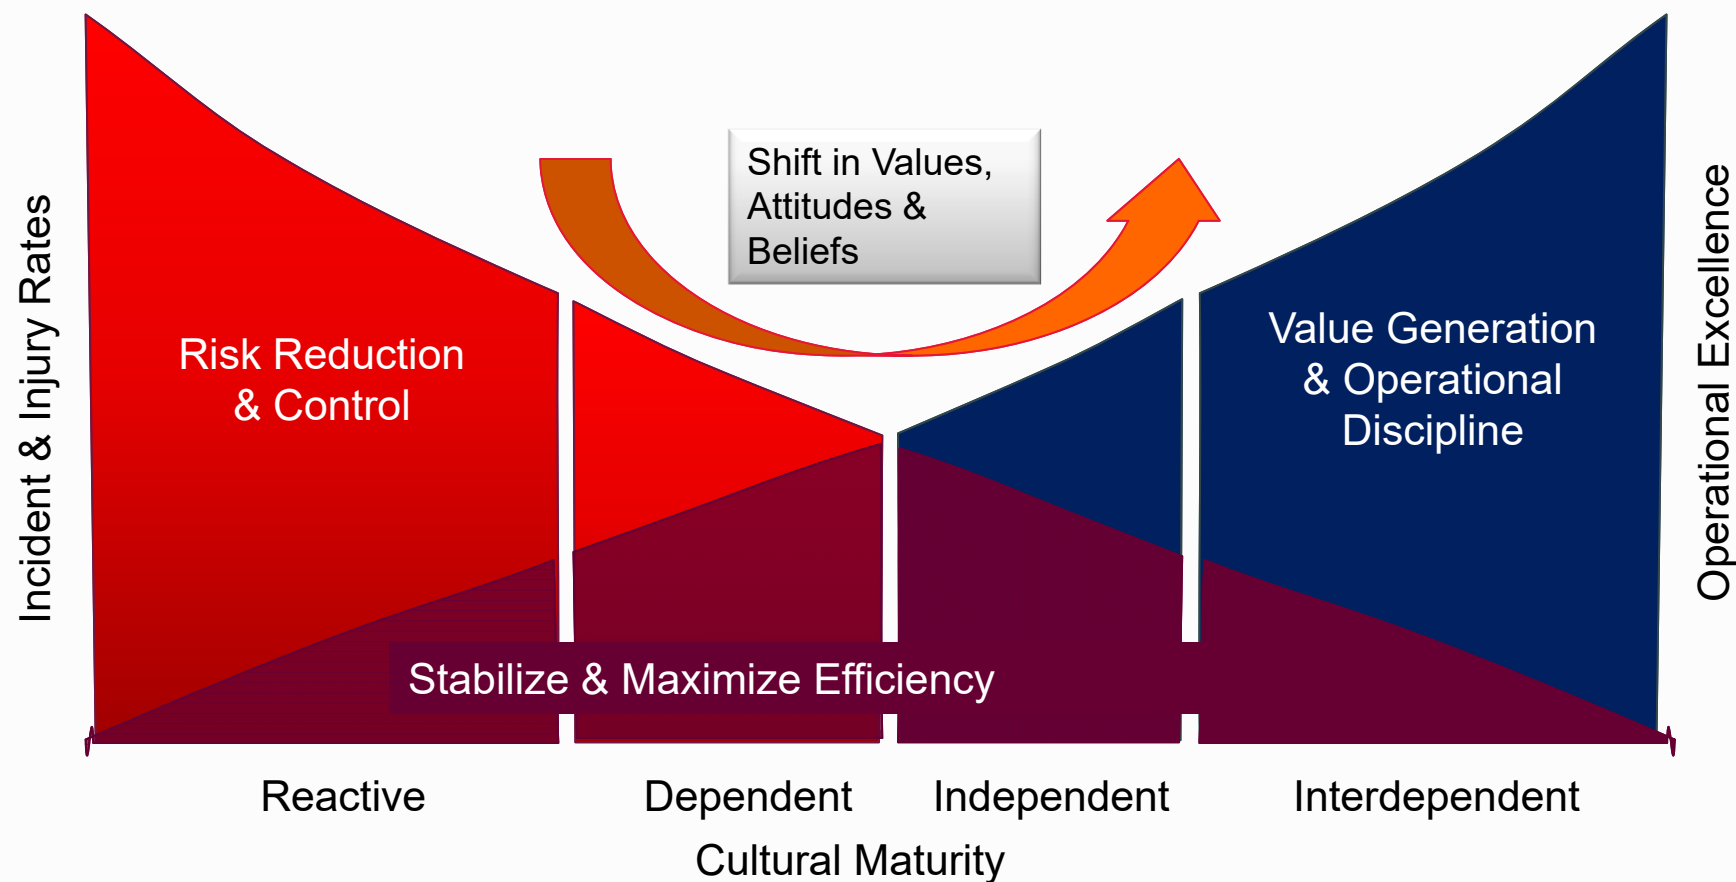 Incident & Injury Rates
Risk Reduction
& Control
Shift in Values,
Attitudes &
Beliefs
Value Generation
& Operational
Discipline
Operational Excellence
Stabilize & Maximize Efficiency
Reactive
Dependent
Independent
Interdependent
Cultural Maturity